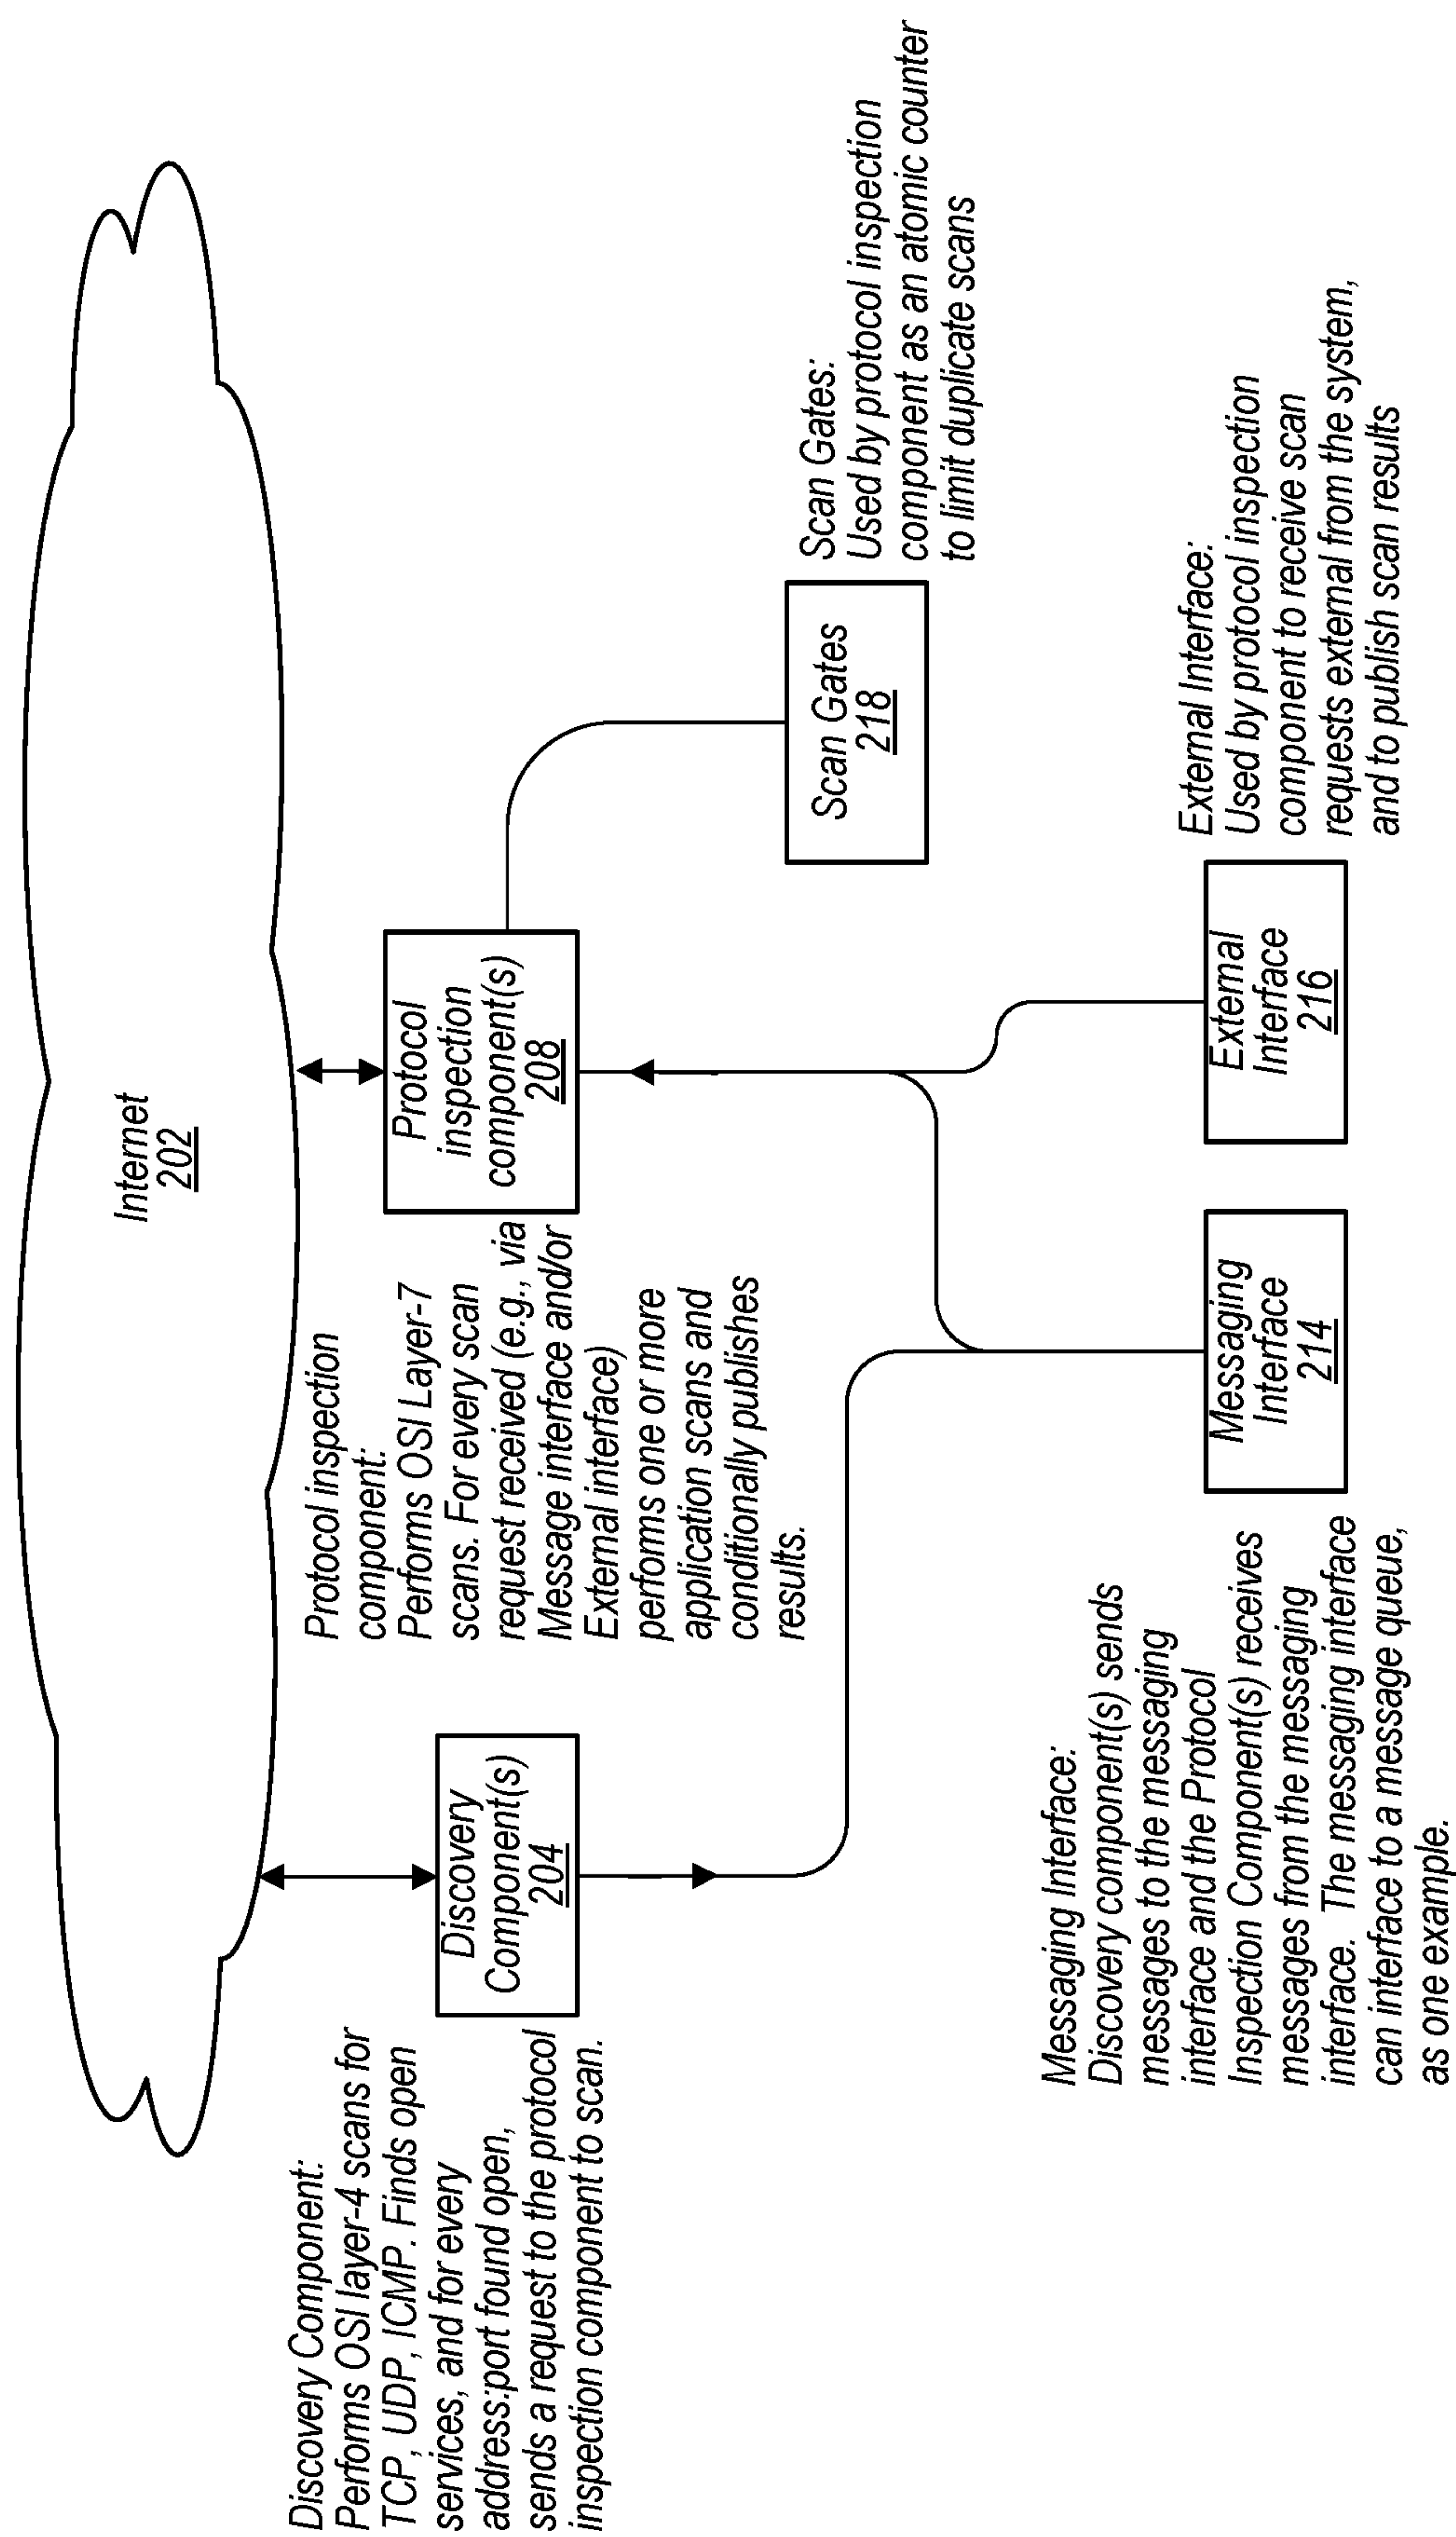 Internet
202
Discovery Component:
Performs OSI layer-4 scans for
TCP, UDP, ICMP. Finds open
services, and for every
address:port found open,
sends a request to the protocol
inspection component to scan.
Discovery
Component(s)
204
Protocol inspection
component:
Performs OSI Layer-7
scans. For every scan
request received (e.g., via
Message interface and/or
External interface)
perfoms one or more
application scans and
conditionally publishes
results.
Protocol
inspection
component(s)
208
Scan Gates
218
Scan Gates:
Used by protocol inspection
component as an atomic counter
to limit duplicate scans
Messaging Interface:
Discovery component(s) sends
messages to the messaging
interface and the Protocol
Inspection Component(s) receives
messages from the messaging
interface. The messaging interface
can interface to a message queue,
as one example.
Messaging
Interface
214
External
Interface
216
External Interface:
Used by protocol inspection
component to receive scan
requests external from the system,
and to publish scan results